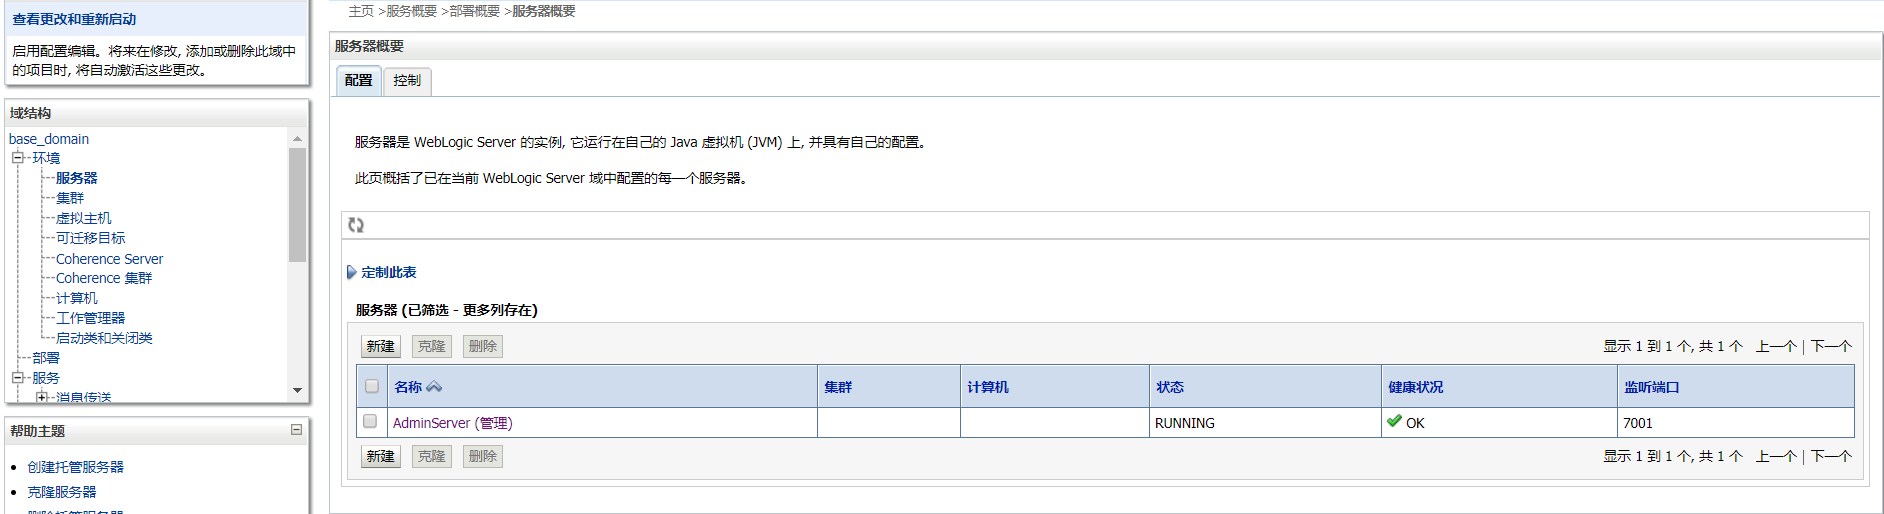 查看更改和重新启动
启用配置编辑。将来在修改, 添加或删除此域中
的项目时, 将自动激活这些更改。
域结构
base_domain
环境
服务器
集群
虚拟主机
可迁移目标
Coherence Server
Coherence 集群
计算机
工作管理器
启动类和关闭类
部署
服务
消息传送
帮助主题
创建托管服务器
克隆服务器
删除托管服务器
主页 >服务概要 >部署概要 >服务器概要
服务器概要
配置 控制
服务器是 WebLogic Server 的实例, 它运行在自己的 Java 虚拟机 (JVM) 上, 并具有自己的配置。
此页概括了已在当前 WebLogic Server 域中配置的每一个服务器。
定制此表
服务器 (已筛选 - 更多列存在)
新建 克隆 删除 显示 1 到 1 个, 共 1 个 上一个 | 下一个
名称 集群 计算机 状态 健康状况 监听端口
AdminServer (管理) RUNNING OK 7001
新建 克隆 删除 显示 1 到 1 个, 共 1 个 上一个 | 下一个